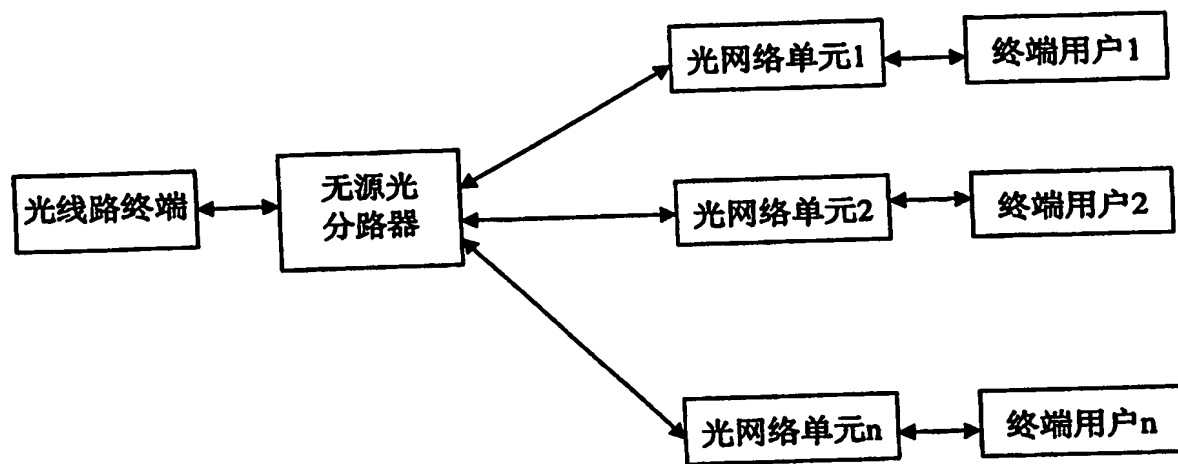 光网络单元1
终端用户1
光线路终端
无源光
分路器
光网络单元2
终端用户2
光网络单元n
终端用户n